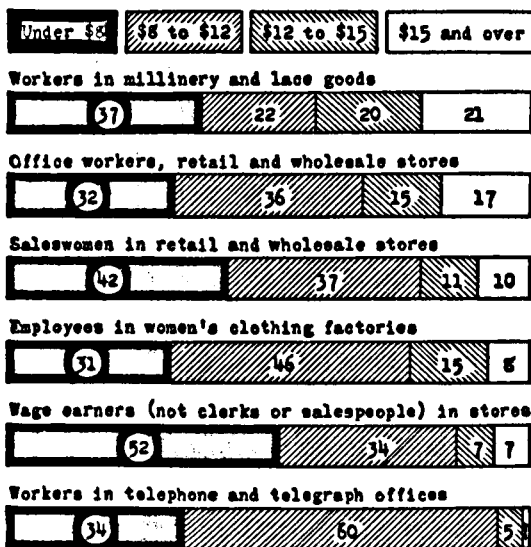 Under $8 $8 to $12 $12 to $15 $15 and over
Workers in millinery and lace goods
37 22 20 21
Office workers, retail and wholesale stores
32 36 15 17
Saleswomen in retail and wholesale stores
42 37 11 10
Employees in women's clothing factories
31 46 15 8
Wage earners (not clerks or salespeople) in stores
52 34 7 7
Workers in telephone and telegraph offices
34 60 5